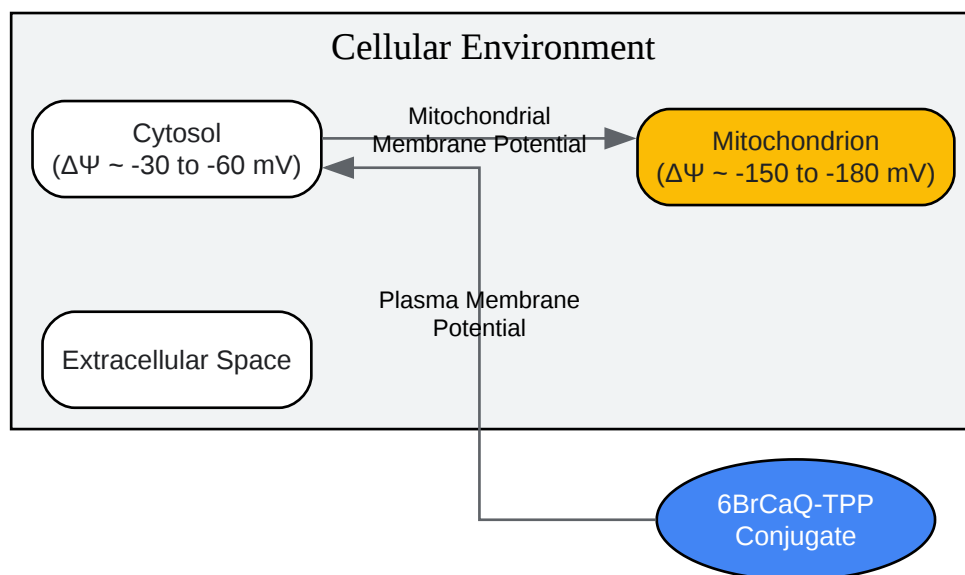 Cellular Environment
Cytosol
(ΔΨ ~ -30 to -60 mV)
Mitochondrial
Membrane Potential
Mitochondrion
(ΔΨ ~ -150 to -180 mV)
Plasma Membrane
Potential
Extracellular Space
6BrCaQ-TPP
Conjugate